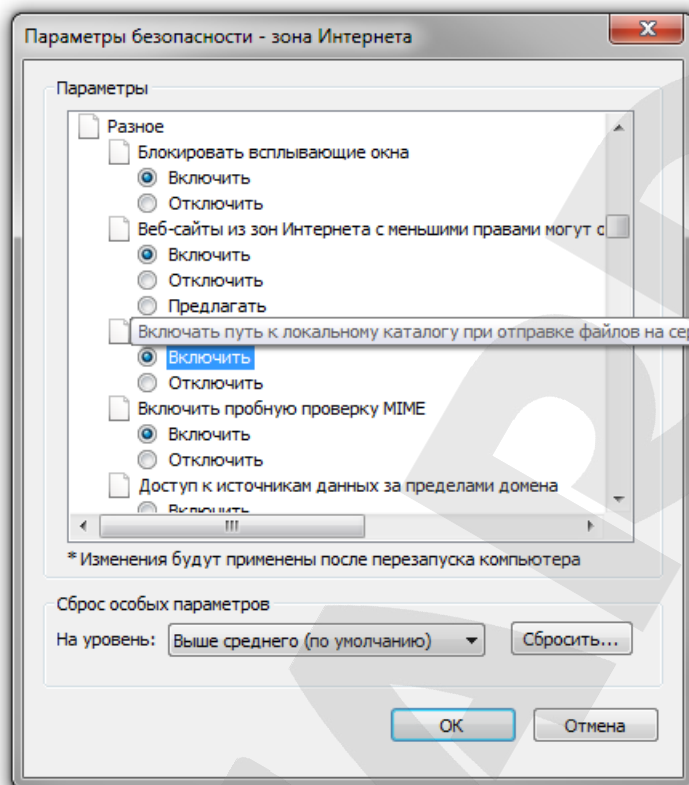 Параметры безопасности - зона Интернета
Параметры
Разное
Блокировать всплывающие окна
Включить
Отключить
Веб-сайты из зон Интернета с меньшими правами могут
Включить
Отключить
Предлагать
Включать путь к локальному каталогу при отправке файлов на
Включить
Отключить
Включить пробную проверку MIME
Включить
Отключить
Доступ к источникам данных за пределами домена
Включить
* Изменения будут применены после перезапуска компьютера
Сброс особых параметров
На уровень:
Выше среднего (по умолчанию)
Сбросить...
ОК
Отмена